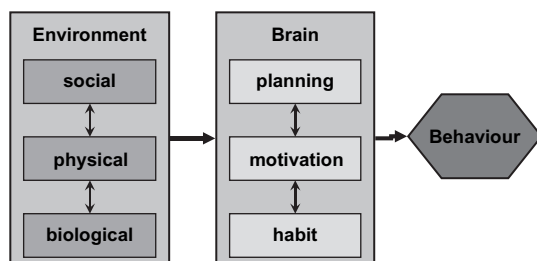 Environment
social
physical
biological
Brain
planning
motivation
habit
Behaviour